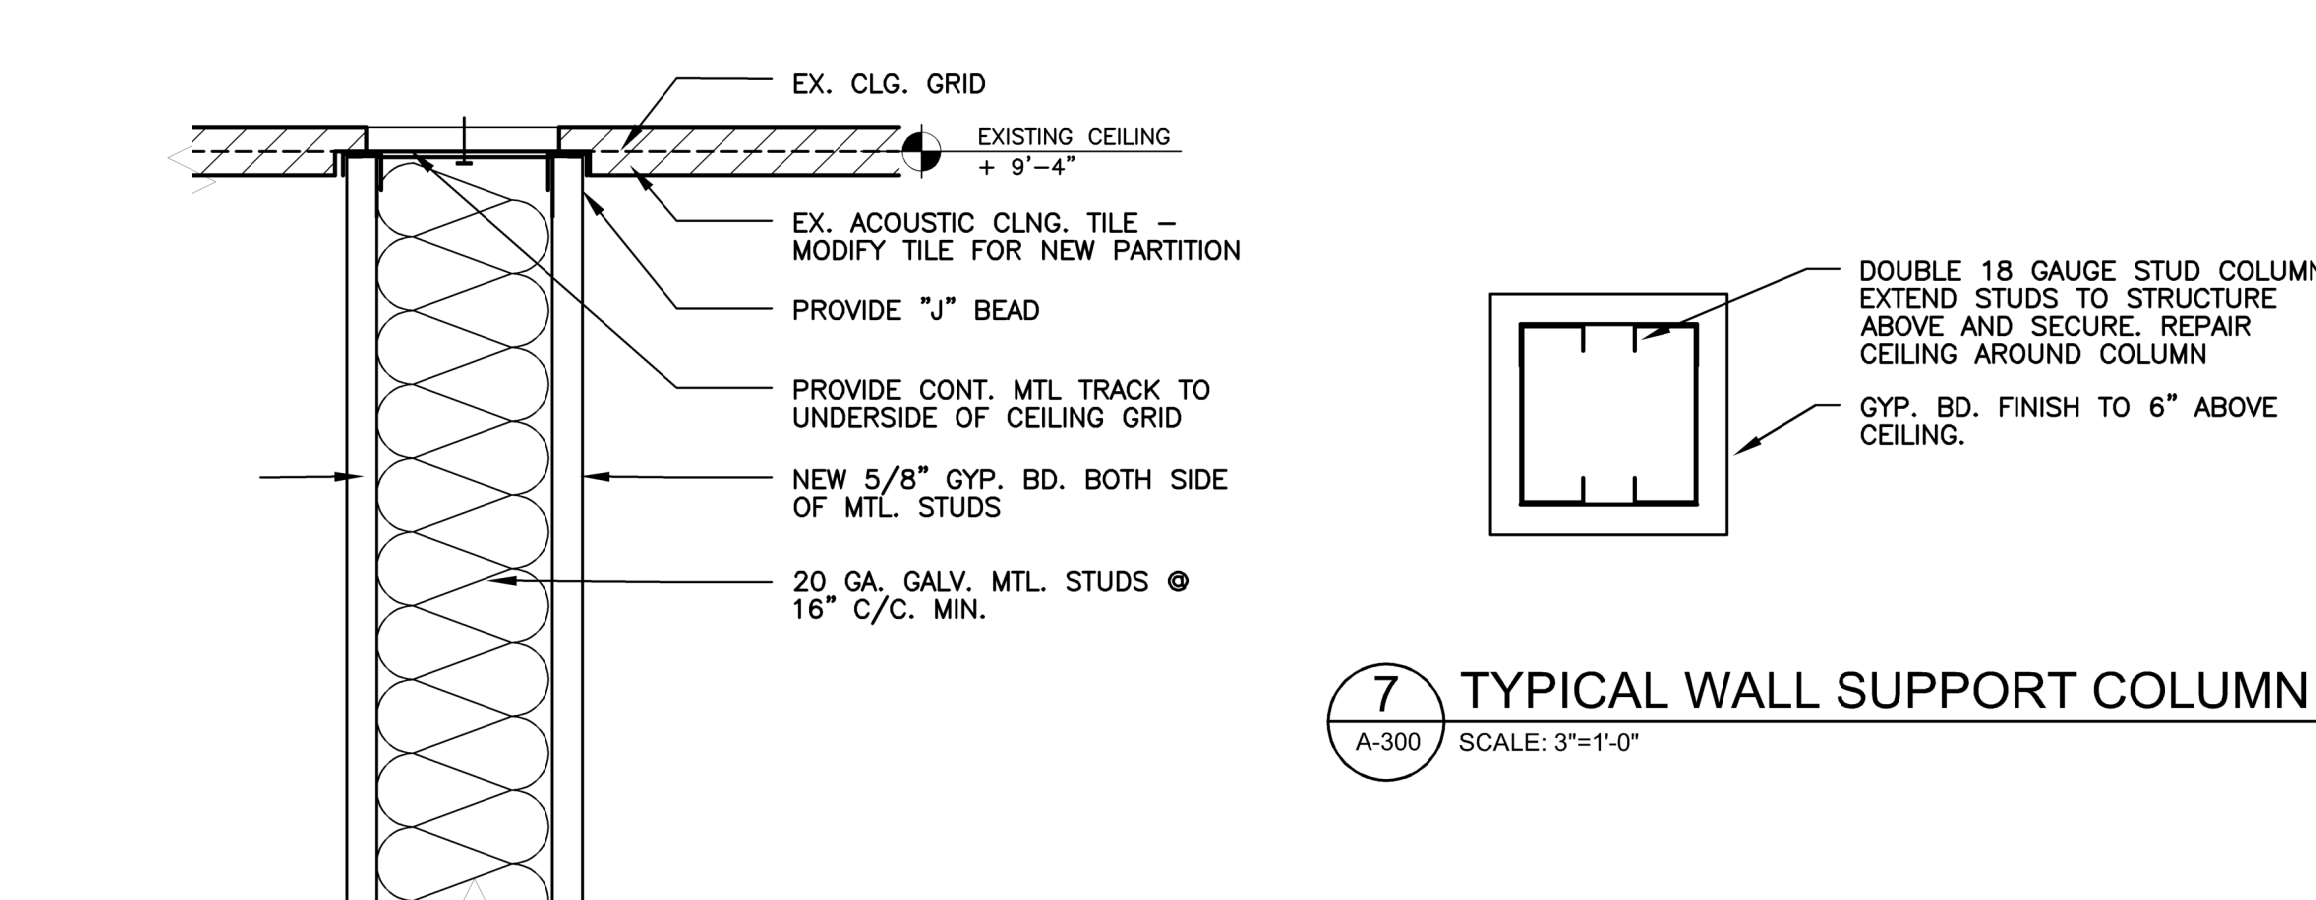 EX. CLG. GRID
EXISTING CEILING
+ 9'-4"
EX. ACOUSTIC CLNG. TILE -
MODIFY TILE FOR NEW PARTITION
PROVIDE "J" BEAD
PROVIDE CONT. MTL TRACK TO
UNDERSIDE OF CEILING GRID
NEW 5/8" GYP. BD. BOTH SIDE
OF MTL. STUDS
20 GA. GALV. MTL. STUDS @
16" C/C. MIN.
DOUBLE 18 GAUGE STUD COLUMN
EXTEND STUDS TO STRUCTURE
ABOVE AND SECURE. REPAIR
CEILING AROUND COLUMN
GYP. BD. FINISH TO 6" ABOVE
CEILING.
7
TYPICAL WALL SUPPORT COLUMN
A-300
SCALE: 3"=1'-0"